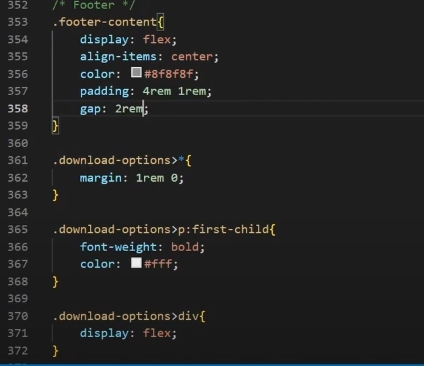 352 /* Footer */
353 .footer-content{
354 display: flex;
355 align-items: center;
356 color: #8f8f8f;
357 padding: 4rem 1rem;
358 gap: 2rem;
359 }
360
361 .download-options>*{
362 margin: 1rem 0;
363 }
364
365 .download-options>p:first-child{
366 font-weight: bold;
367 color: #fff;
368 }
369
370 .download-options>div{
371 display: flex;
372 }